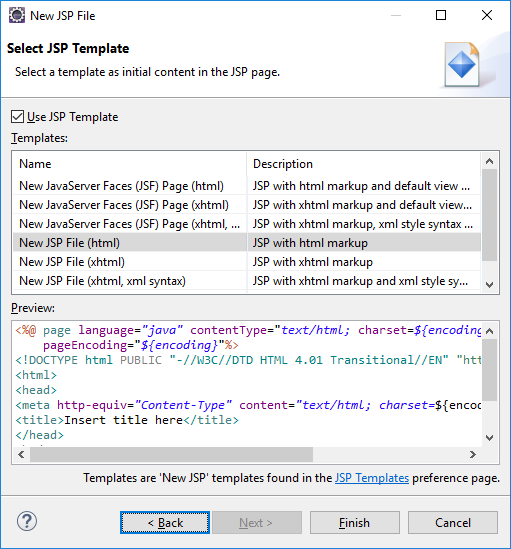 New JSP File
Select JSP Template
Select a template as initial content in the JSP page.
Use JSP Template
Templates:
Name Description
New JavaServer Faces (JSF) Page (html) JSP with html markup and default view ...
New JavaServer Faces (JSF) Page (xhtml) JSP with xhtml markup and default view...
New JavaServer Faces (JSF) Page (xhtml, ... JSP with xhtml markup, xml style syntax ...
New JSP File (html) JSP with html markup
New JSP File (xhtml) JSP with xhtml markup
New JSP File (xhtml, xml syntax) JSP with xhtml markup and xml style sy...
Preview:
<%@ page language="java" contentType="text/html; charset=${encoding
pageEncoding="${encoding}"%>
<!DOCTYPE html PUBLIC "-//W3C//DTD HTML 4.01 Transitional//EN" "htt
<html>
<head>
<meta http-equiv="Content-Type" content="text/html; charset=${encod
<title>Insert title here</title>
</head>
Templates are 'New JSP' templates found in the JSP Templates preference page.
? < Back Next > Finish Cancel